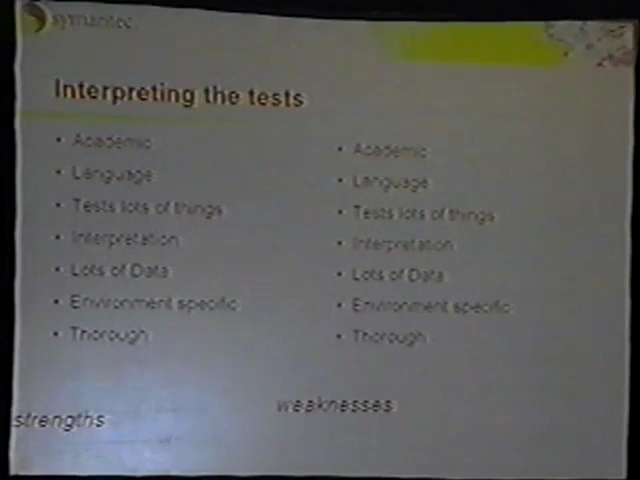 symantec.
Interpreting the tests
• Academic
• Language
• Tests lots of things
• Interpretation
• Lots of Data
• Environment specific
• Thorough
• Academic
• Language
• Tests lots of things
• Interpretation
• Lots of Data
• Environment specific
• Thorough
strengths
weaknesses